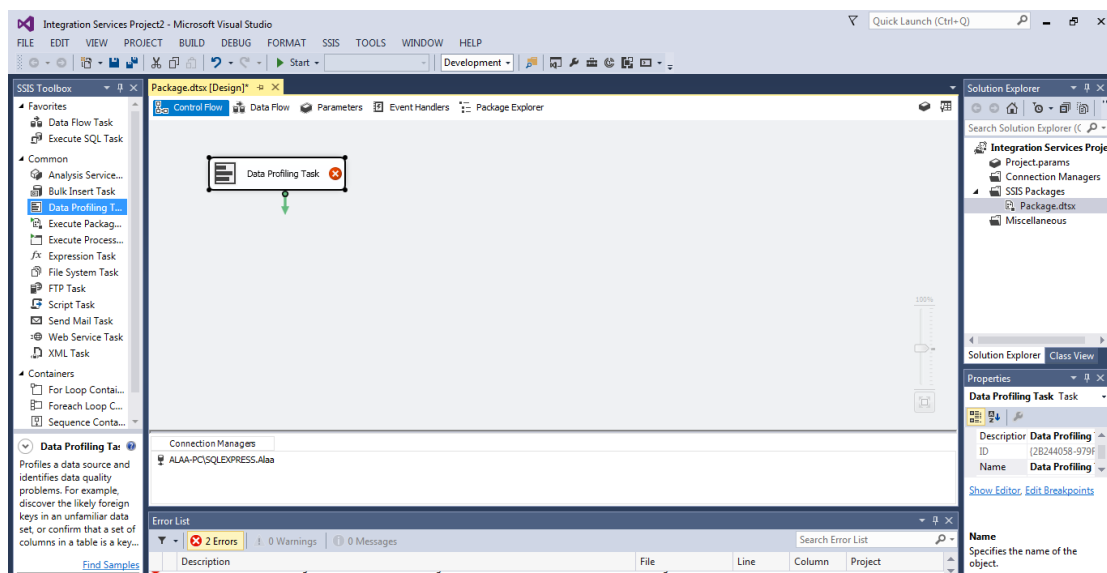 Integration Services Project2 - Microsoft Visual Studio
Quick Launch (Ctrl+Q)
FILE EDIT VIEW PROJECT BUILD DEBUG FORMAT SSIS TOOLS WINDOW HELP
Start
Development
SSIS Toolbox
Favorites
Data Flow Task
Execute SQL Task
Common
Analysis Service...
Bulk Insert Task
Data Profiling T...
Execute Packag...
Execute Process...
fx Expression Task
File System Task
FTP Task
Script Task
Send Mail Task
Web Service Task
XML Task
Containers
For Loop Contai...
Foreach Loop C...
Sequence Conta...
Data Profiling Ta
Profiles a data source and
identifies data quality
problems. For example,
discover the likely foreign
keys in an unfamiliar data
set, or confirm that a set of
columns in a table is a key...
Find Samples
Package.dtsx [Design]*
Control Flow Data Flow Parameters Event Handlers Package Explorer
Data Profiling Task
100%
Connection Managers
ALAA-PC\SQLEXPRESS.Alaa
Error List
2 Errors 0 Warnings 0 Messages
Search Error List
Description File Line Column Project
Solution Explorer
Search Solution Explorer (C
Integration Services Proje
Project.params
Connection Managers
SSIS Packages
Package.dtsx
Miscellaneous
Solution Explorer Class View
Properties
Data Profiling Task Task
Descriptior Data Profiling
ID {2B244058-979F
Name Data Profiling
Show Editor, Edit Breakpoints
Name
Specifies the name of the
object.